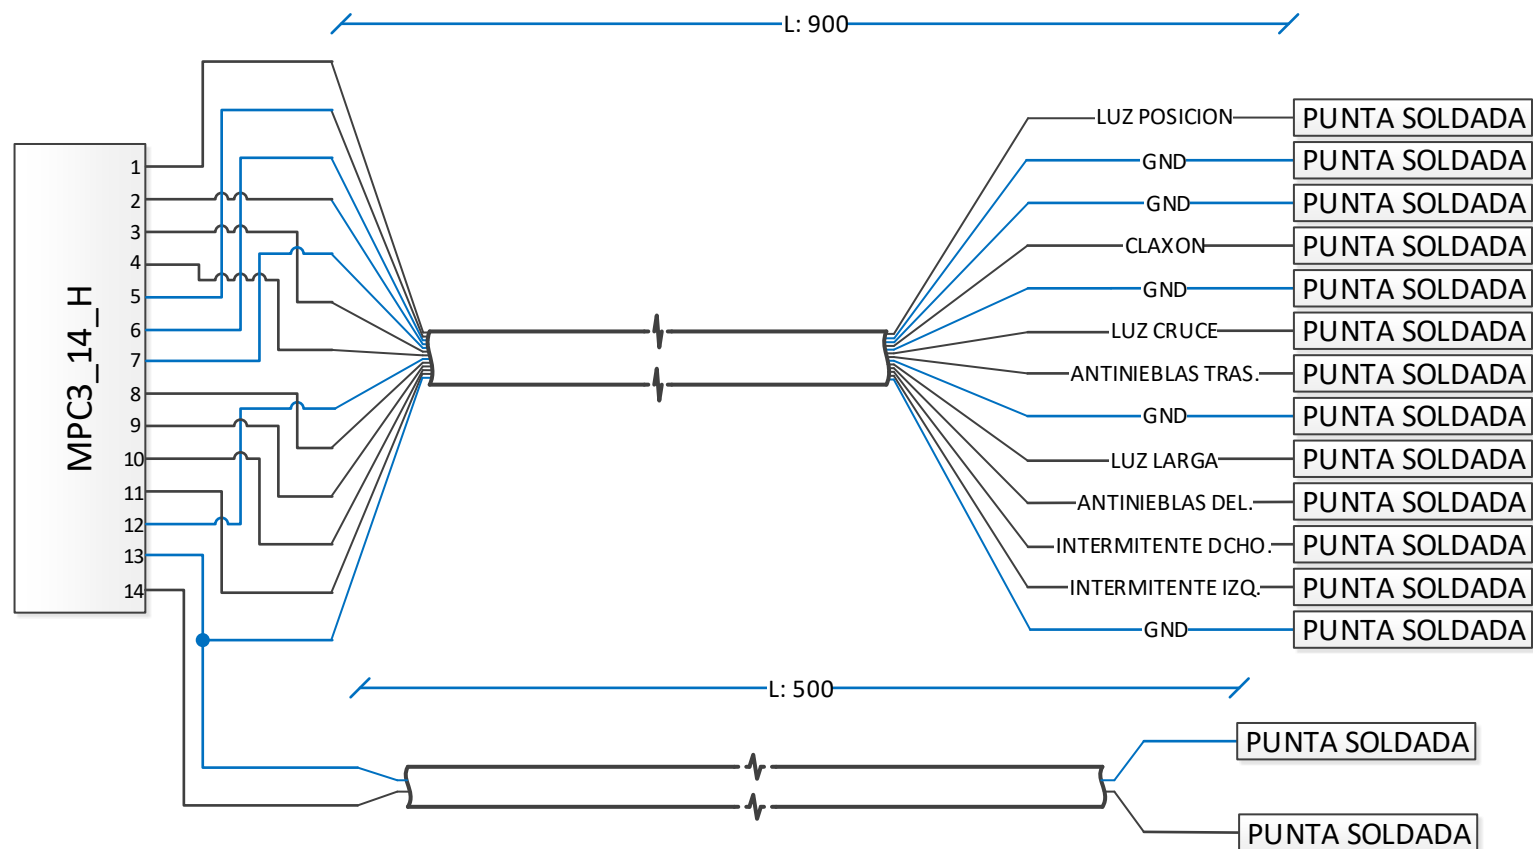 L: 900
MPC3_14_H
1
2
3
4
5
6
7
8
9
10
11
12
13
14
LUZ POSICION PUNTA SOLDADA
GND PUNTA SOLDADA
GND PUNTA SOLDADA
CLAXON PUNTA SOLDADA
GND PUNTA SOLDADA
LUZ CRUCE PUNTA SOLDADA
ANTINIEBLAS TRAS. PUNTA SOLDADA
GND PUNTA SOLDADA
LUZ LARGA PUNTA SOLDADA
ANTINIEBLAS DEL. PUNTA SOLDADA
INTERMITENTE DCHO. PUNTA SOLDADA
INTERMITENTE IZQ. PUNTA SOLDADA
GND PUNTA SOLDADA
L: 500
PUNTA SOLDADA
PUNTA SOLDADA